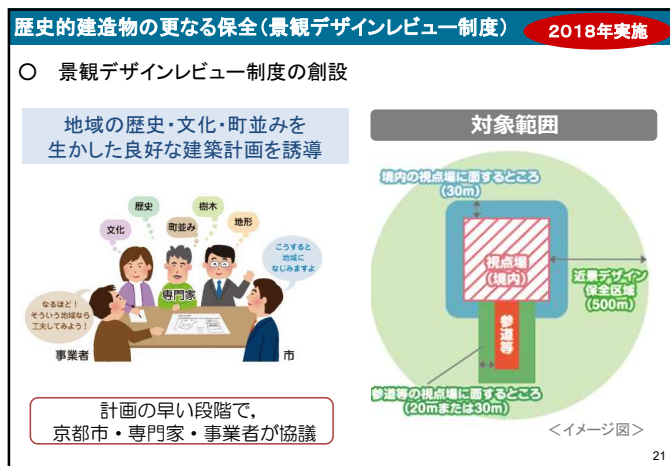 歴史的建造物の更なる保全（景観デザインレビュー制度）
2018年実施
○　景観デザインレビュー制度の創設
地域の歴史・文化・町並みを
生かした良好な建築計画を誘導
文化
歴史
町並み
樹木
地形
専門家
こうすると
地域に
なじみますよ
なるほど！
そういう地域なら
工夫してみよう！
事業者
市
計画の早い段階で，
京都市・専門家・事業者が協議
対象範囲
境内の視点場に面するところ
（30m）
視点場
（境内）
近景デザイン
保全区域
（500m）
参道等
参道等の視点場に面するところ
（20mまたは30m）
＜イメージ図＞
21